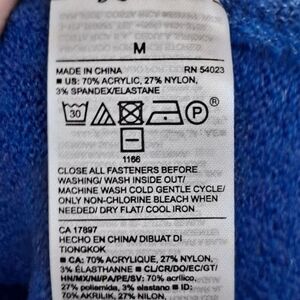 M
MADE IN CHINA RN 54023
■ US: 70% ACRYLIC, 27% NYLON,
3% SPANDEX/ELASTANE
30 P
1166
CLOSE ALL FASTENERS BEFORE
WASHING/ WASH INSIDE OUT/
MACHINE WASH COLD GENTLE CYCLE/
ONLY NON-CHLORINE BLEACH WHEN
NEEDED/ DRY FLAT/ COOL IRON
CA 17897
HECHO EN CHINA/ DIBUAT DI
TIONGKOK
■ CA: 70% ACRYLIQUE, 27% NYLON,
3% ÉLASTHANNE ■ CL/CR/DO/EC/GT/
HN/MX/NI/PA/PE/SV: 70% acrílico,
27% poliamida, 3% elastano ■ ID:
70% AKRILIK, 27% NILON,